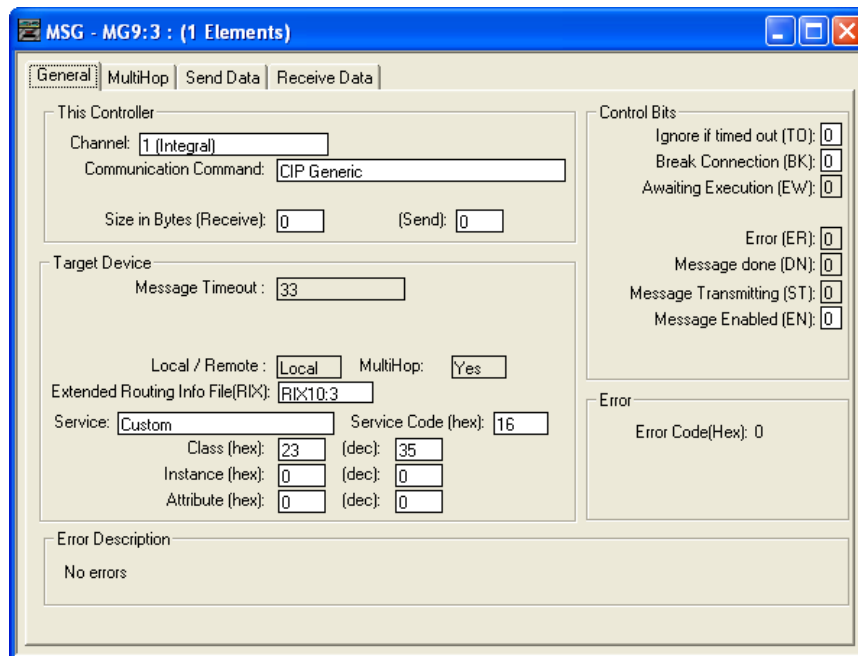 MSG - MG9:3 : (1 Elements)
General MultiHop Send Data Receive Data
This Controller
Channel: 1 (Integral)
Communication Command: CIP Generic
Size in Bytes (Receive): 0 (Send): 0
Target Device
Message Timeout : 33
Local / Remote : Local MultiHop: Yes
Extended Routing Info File(RIX): RIX10:3
Service: Custom Service Code (hex): 16
Class (hex): 23 (dec): 35
Instance (hex): 0 (dec): 0
Attribute (hex): 0 (dec): 0
Control Bits
Ignore if timed out (TO): 0
Break Connection (BK): 0
Awaiting Execution (EW): 0
Error (ER): 0
Message done (DN): 0
Message Transmitting (ST): 0
Message Enabled (EN): 0
Error
Error Code(Hex): 0
Error Description
No errors